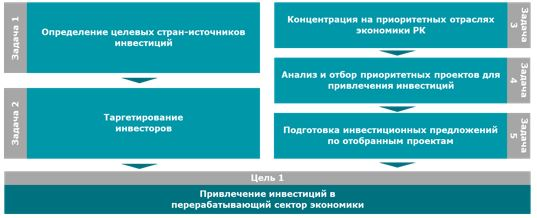 Задача 1
Определение целевых стран-источников
инвестиций
Задача 2
Таргетирование
инвесторов
Концентрация на приоритетных отраслях
экономики РК
Задача
3
Анализ и отбор приоритетных проектов для
привлечения инвестиций
Задача
4
Подготовка инвестиционных предложений
по отобранным проектам
Задача
5
Цель 1
Привлечение инвестиций в
перерабатывающий сектор экономики